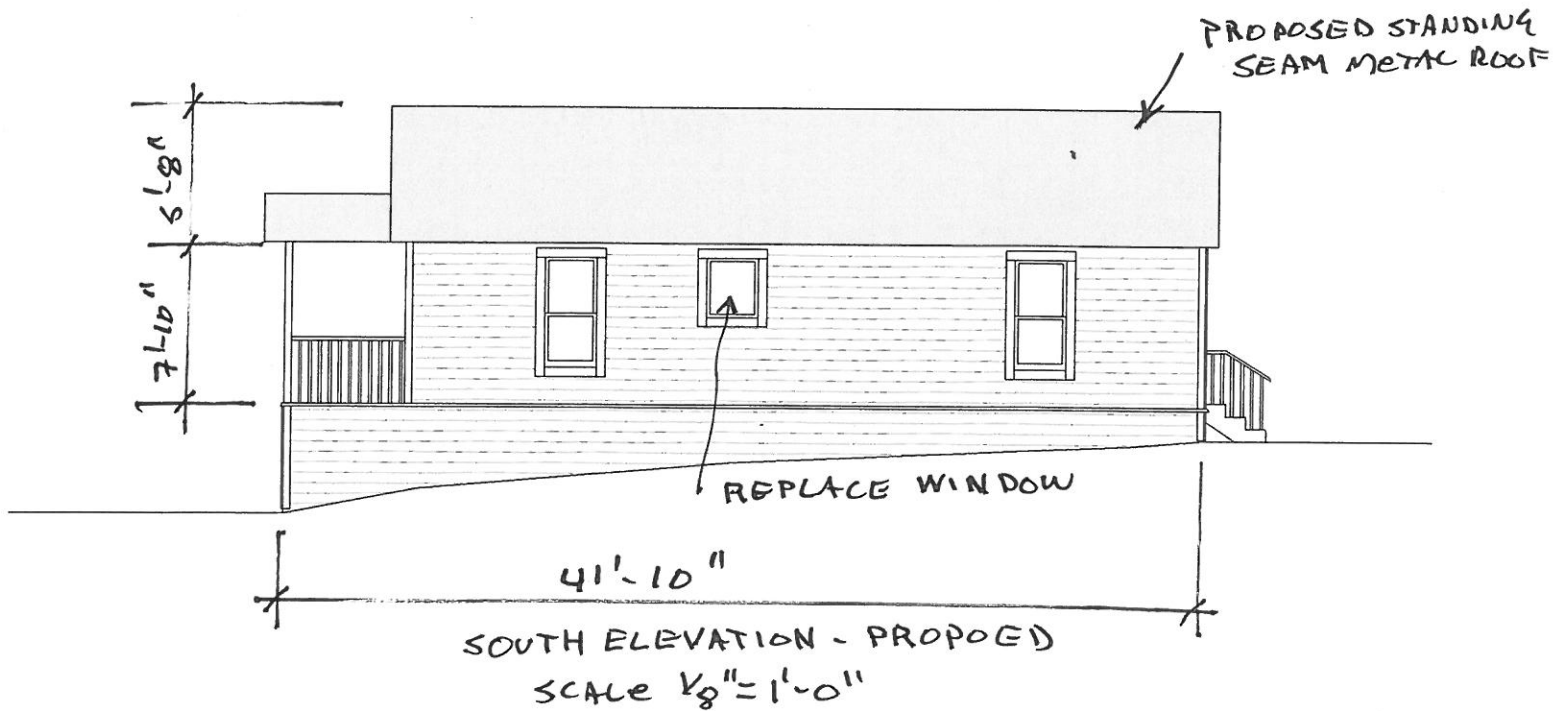 PROPOSED STANDING
SEAM METAL ROOF
6'-8"
7'-10"
REPLACE WINDOW
41'-10"
SOUTH ELEVATION - PROPOED
SCALE 1/8"=1'-0"